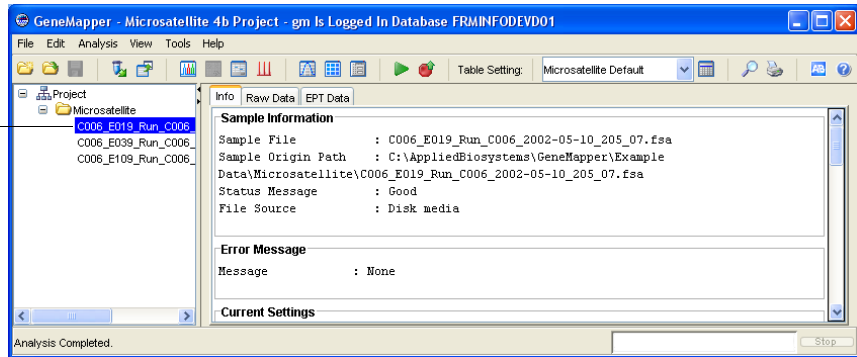 GeneMapper - Microsatellite 4b Project - gm Is Logged In Database FRMINFODEVD01
File Edit Analysis View Tools Help
Table Setting: Microsatellite Default
AB
Project
Microsatellite
C006_E019_Run_C006_
C006_E039_Run_C006_
C006_E109_Run_C006_
Info Raw Data EPT Data
Sample Information
Sample File : C006_E019_Run_C006_2002-05-10_205_07.fsa
Sample Origin Path : C:\AppliedBiosystems\GeneMapper\Example
Data\Microsatellite\C006_E019_Run_C006_2002-05-10_205_07.fsa
Status Message : Good
File Source : Disk media
Error Message
Message : None
Current Settings
Analysis Completed.
Stop